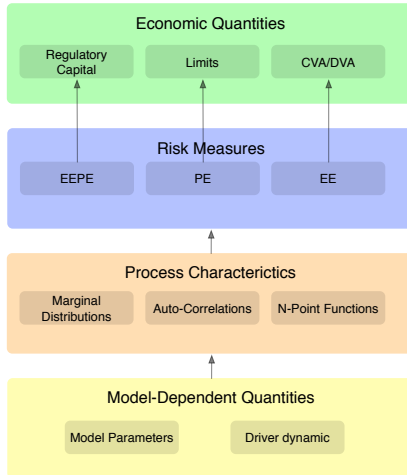 Economic Quantities
Regulatory
Capital
Limits
CVA/DVA
Risk Measures
EEPE
PE
EE
Process Charaterictics
Marginal
Distributions
Auto-Correlations
N-Point Functions
Model-Dependent Quantities
Model Parameters
Driver dynamic